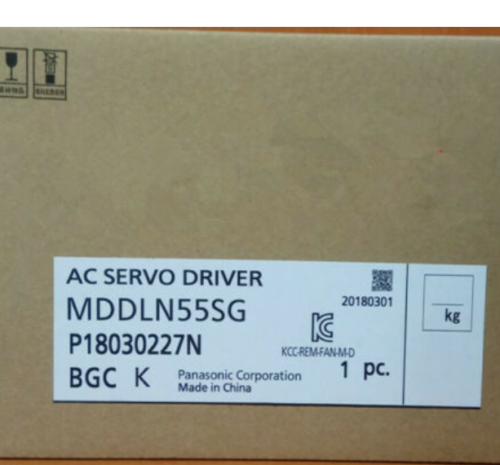 AC SERVO DRIVER
MDDLN55SG
20180301
P18030227N
KCC-REM-FAN-M-D
BGC K
Panasonic Corporation
Made in China
1 pc.
kg